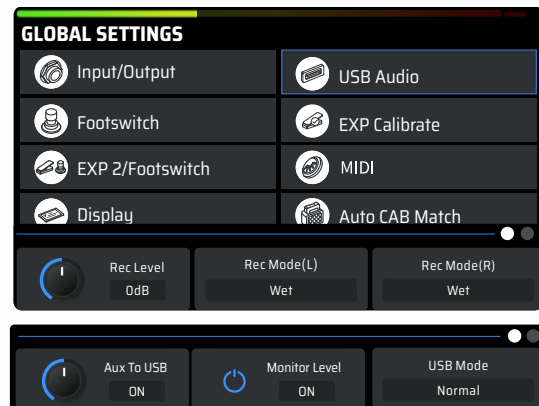 GLOBAL SETTINGS
Input/Output
USB Audio
Footswitch
EXP Calibrate
EXP 2/Footswitch
MIDI
Display
Auto CAB Match
Rec Level
0dB
Rec Mode(L)
Wet
Rec Mode(R)
Wet
Aux To USB
ON
Monitor Level
ON
USB Mode
Normal